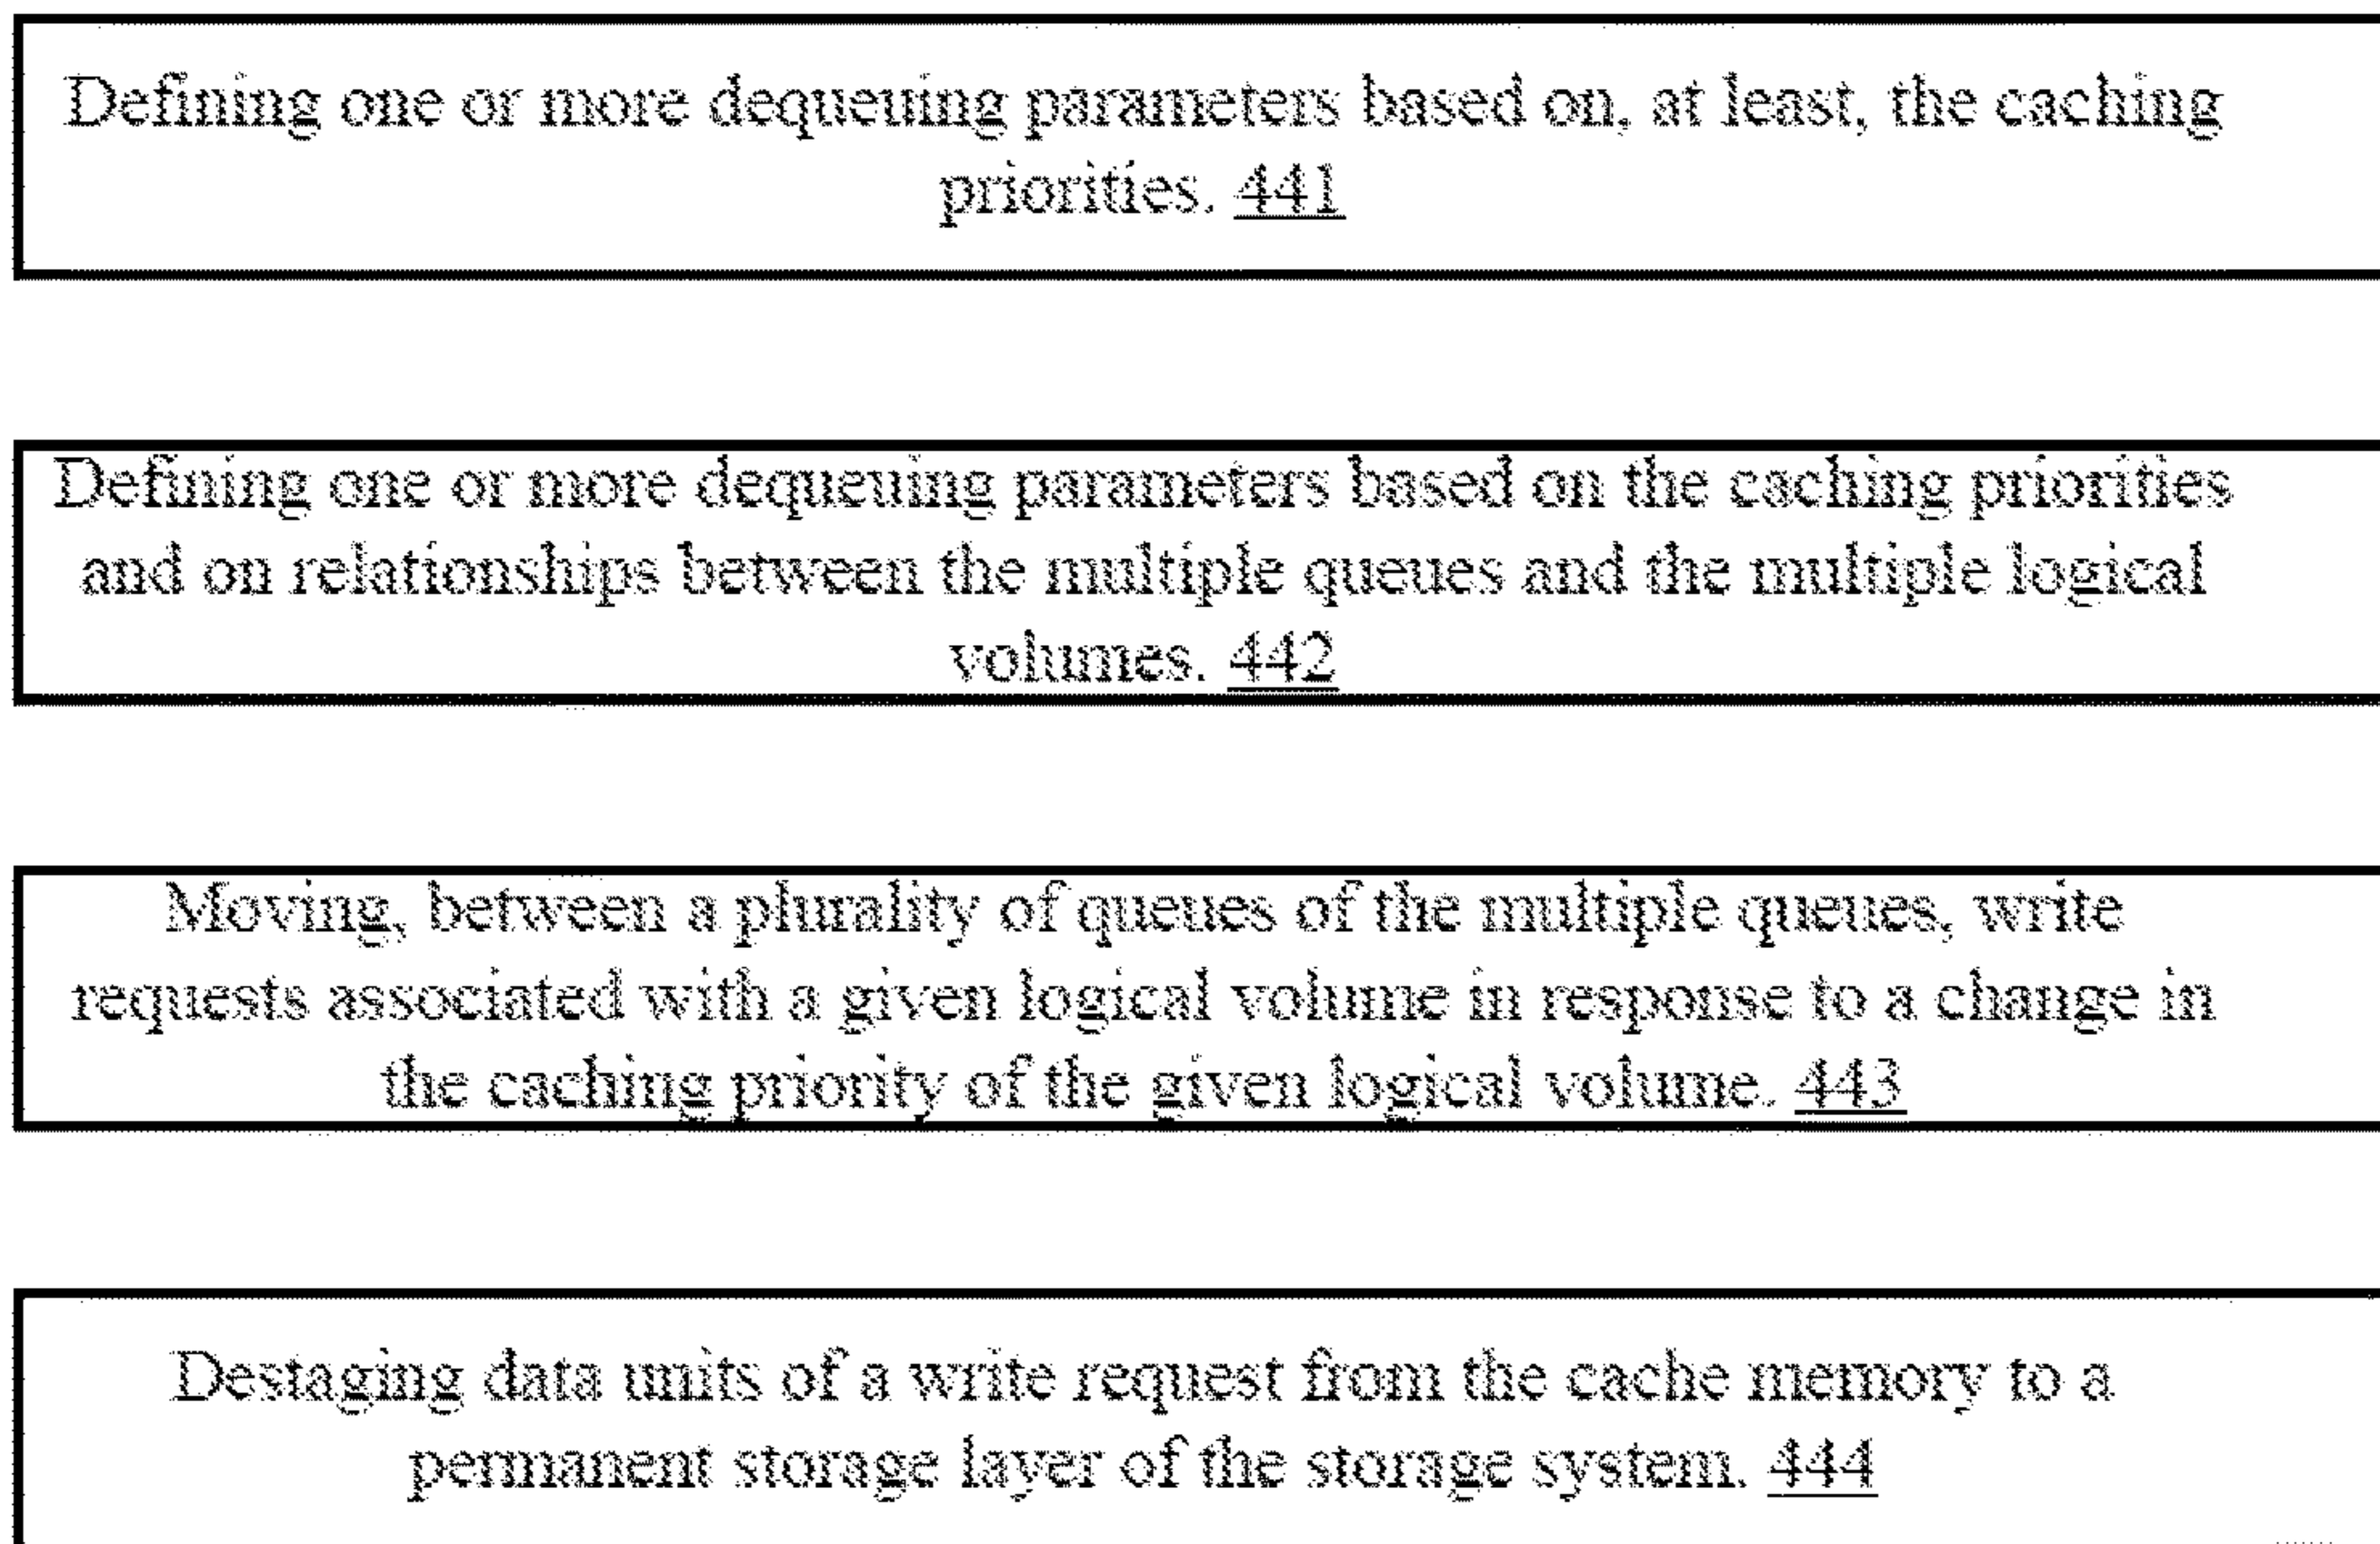 Defining one or more dequeuing parameters based on, at least, the caching
priorities. 441
Defining one or more dequeuing parameters based on the caching priorities
and on relationships between the multiple queues and the multiple logical
volumes. 442
Moving, between a plurality of queues of the multiple queues, write
requests associated with a given logical volume in response to a change in
the caching priority of the given logical volume. 443
Destaging data units of a write request from the cache memory to a
permanent storage layer of the storage system. 444